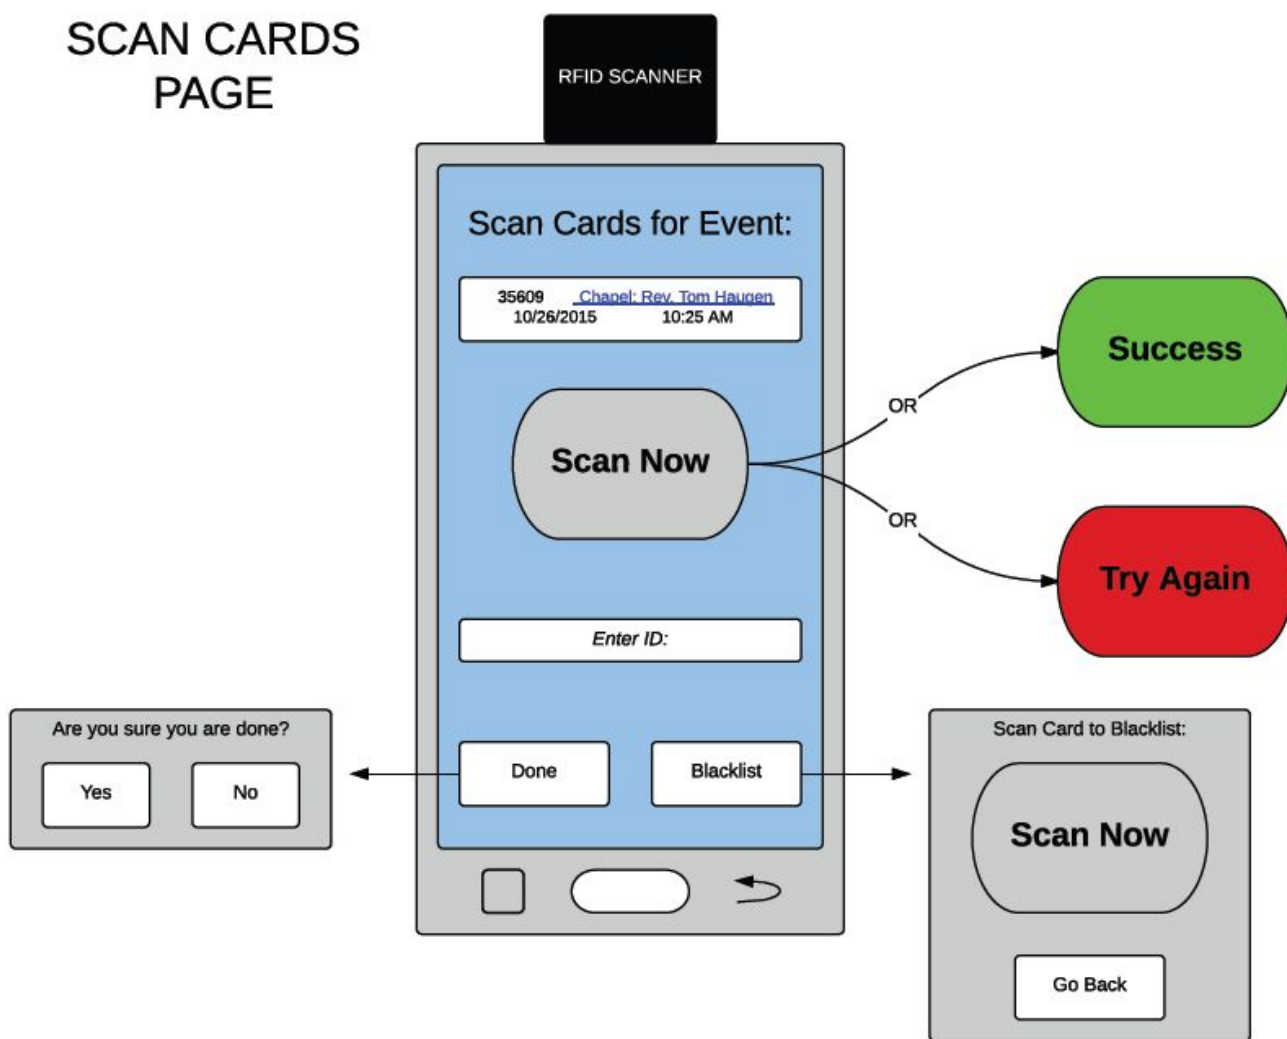 SCAN CARDS
PAGE
RFID SCANNER
Scan Cards for Event:
35609 Chapel: Rev. Tom Haugen
10/26/2015 10:25 AM
Success
OR
Scan Now
OR
Try Again
Enter ID:
Are you sure you are done?
Yes No
Done Blacklist
Scan Card to Blacklist:
Scan Now
Go Back